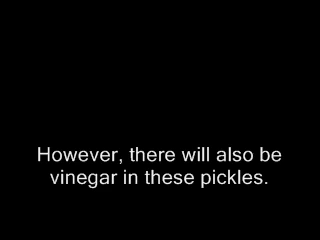 However, there will also be
vinegar in these pickles.